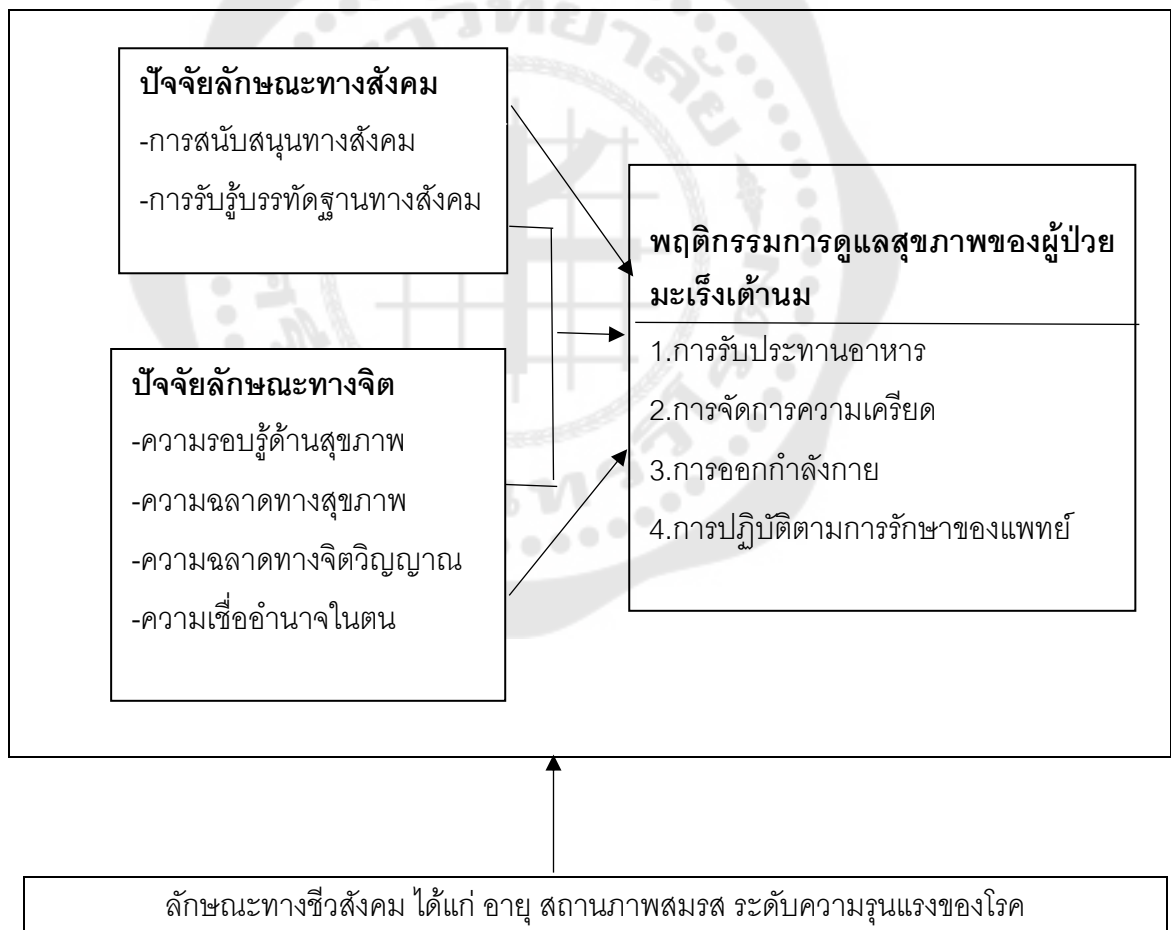 ปัจจัยลักษณะทางสังคม
-การสนับสนุนทางสังคม
-การรับรู้บรรทัดฐานทางสังคม
พฤติกรรมการดูแลสุขภาพของผู้ป่วย
มะเร็งเต้านม
1.การรับประทานอาหาร
2.การจัดการความเครียด
3.การออกกำลังกาย
4.การปฏิบัติตามการรักษาของแพทย์
ปัจจัยลักษณะทางจิต
-ความรอบรู้ด้านสุขภาพ
-ความฉลาดทางสุขภาพ
-ความฉลาดทางจิตวิญญาณ
-ความเชื่ออำนาจในตน
ลักษณะทางชีวสังคม ได้แก่ อายุ สถานภาพสมรส ระดับความรุนแรงของโรค